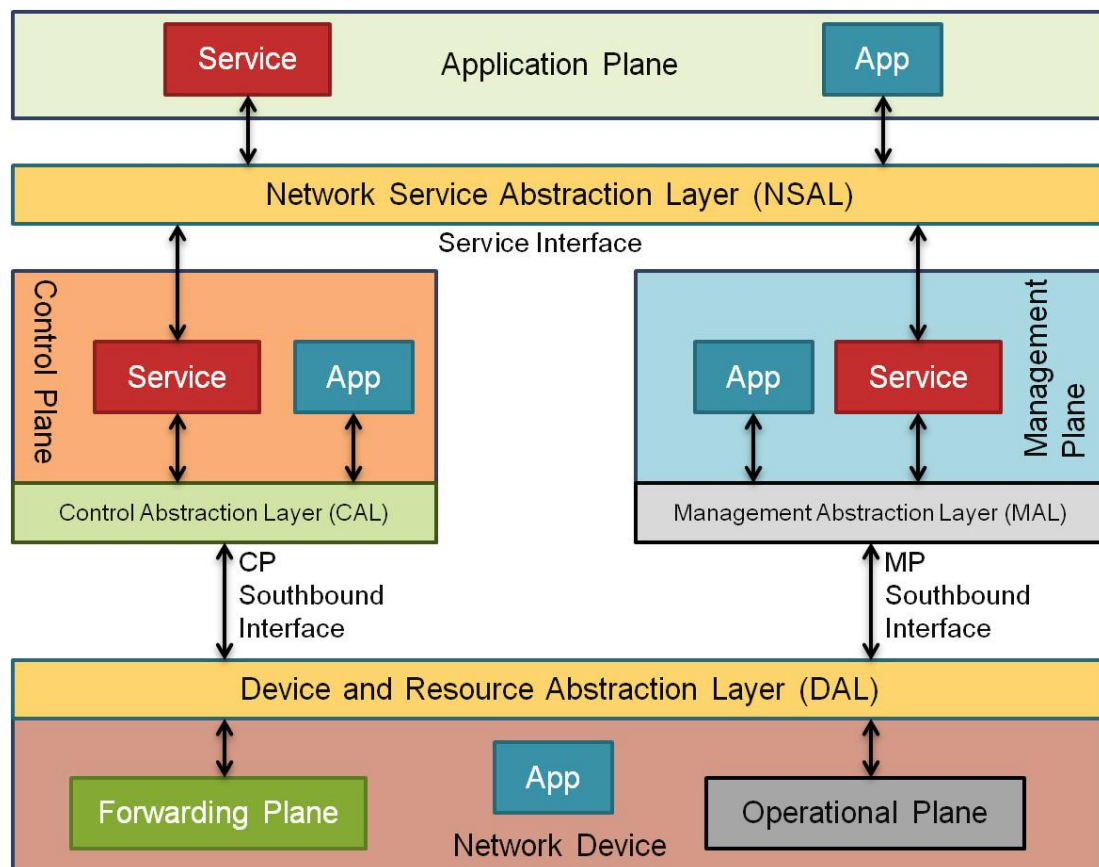 Service
Application Plane
App
Network Service Abstraction Layer (NSAL)
Service Interface
Control Plane
Service
App
Control Abstraction Layer (CAL)
App
Service
Management
Plane
Management Abstraction Layer (MAL)
CP
Southbound
Interface
MP
Southbound
Interface
Device and Resource Abstraction Layer (DAL)
App
Forwarding Plane
Operational Plane
Network Device